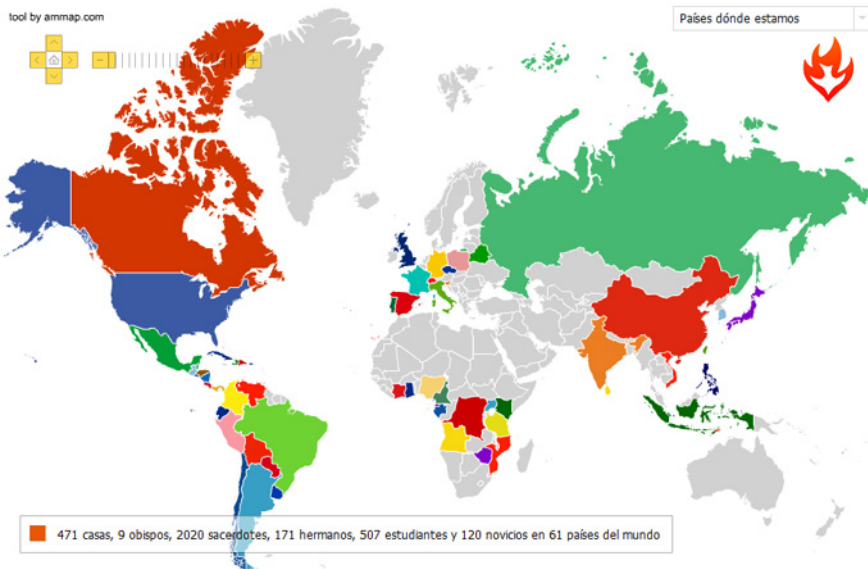 tool by ammap.com
Países dónde estamos
471 casas, 9 obispos, 2020 sacerdotes, 171 hermanos, 507 estudiantes y 120 novicios en 61 países del mundo